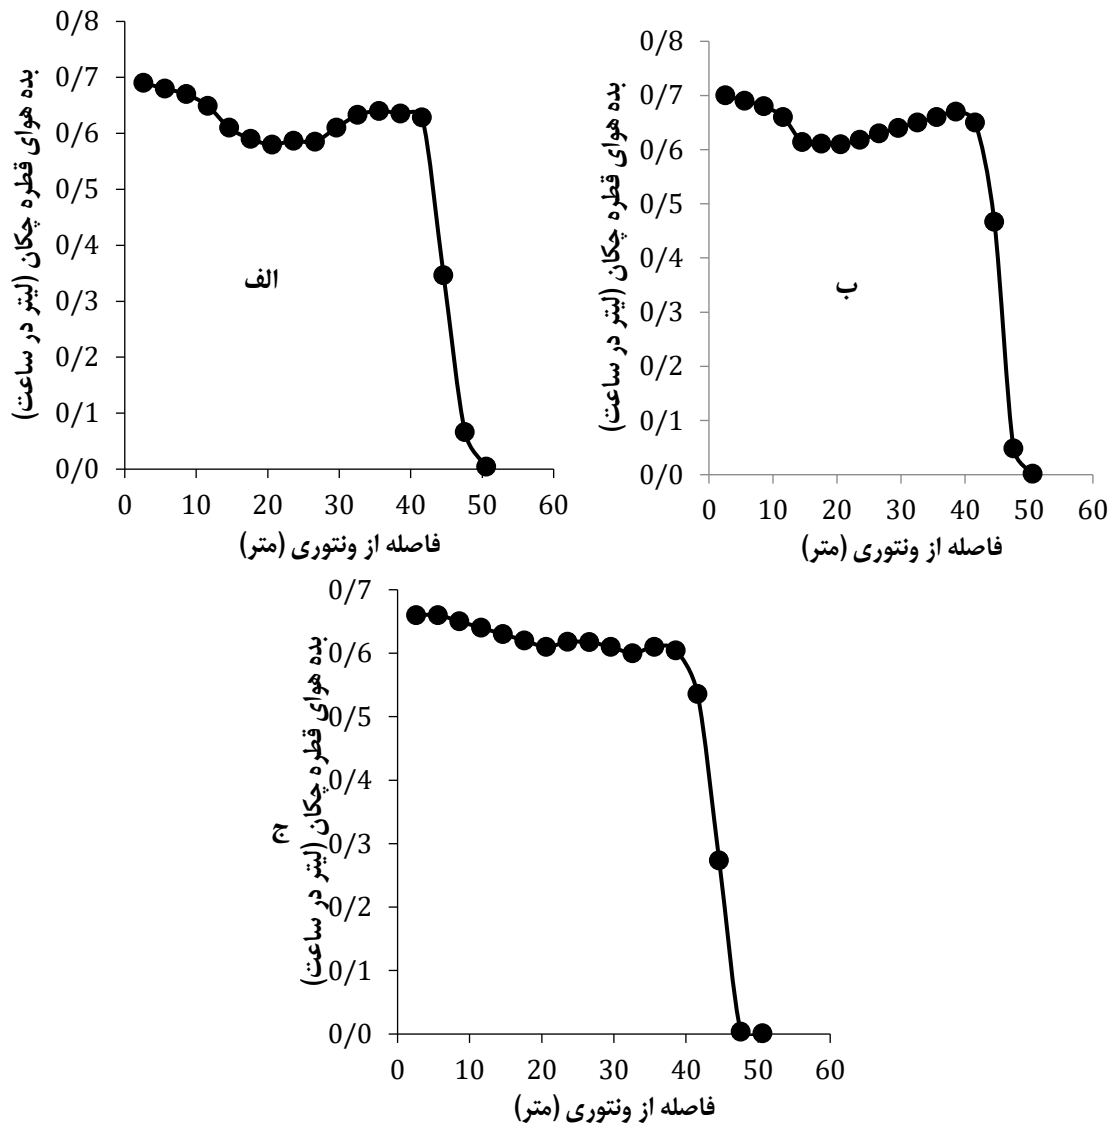 0/8
0/7
0/6
0/5
0/4
0/3
0/2
0/1
0/0
بده هوای قطره چکان (لیتر در ساعت)
الف
0 10 20 30 40 50 60
فاصله از ونتوری (متر)
0/8
0/7
0/6
0/5
0/4
0/3
0/2
0/1
0/0
بده هوای قطره چکان (لیتر در ساعت)
ب
0 10 20 30 40 50 60
فاصله از ونتوری (متر)
0/7
0/6
0/5
0/4
0/3
0/2
0/1
0/0
بده هوای قطره چکان (لیتر در ساعت)
ج
0 10 20 30 40 50 60
فاصله از ونتوری (متر)